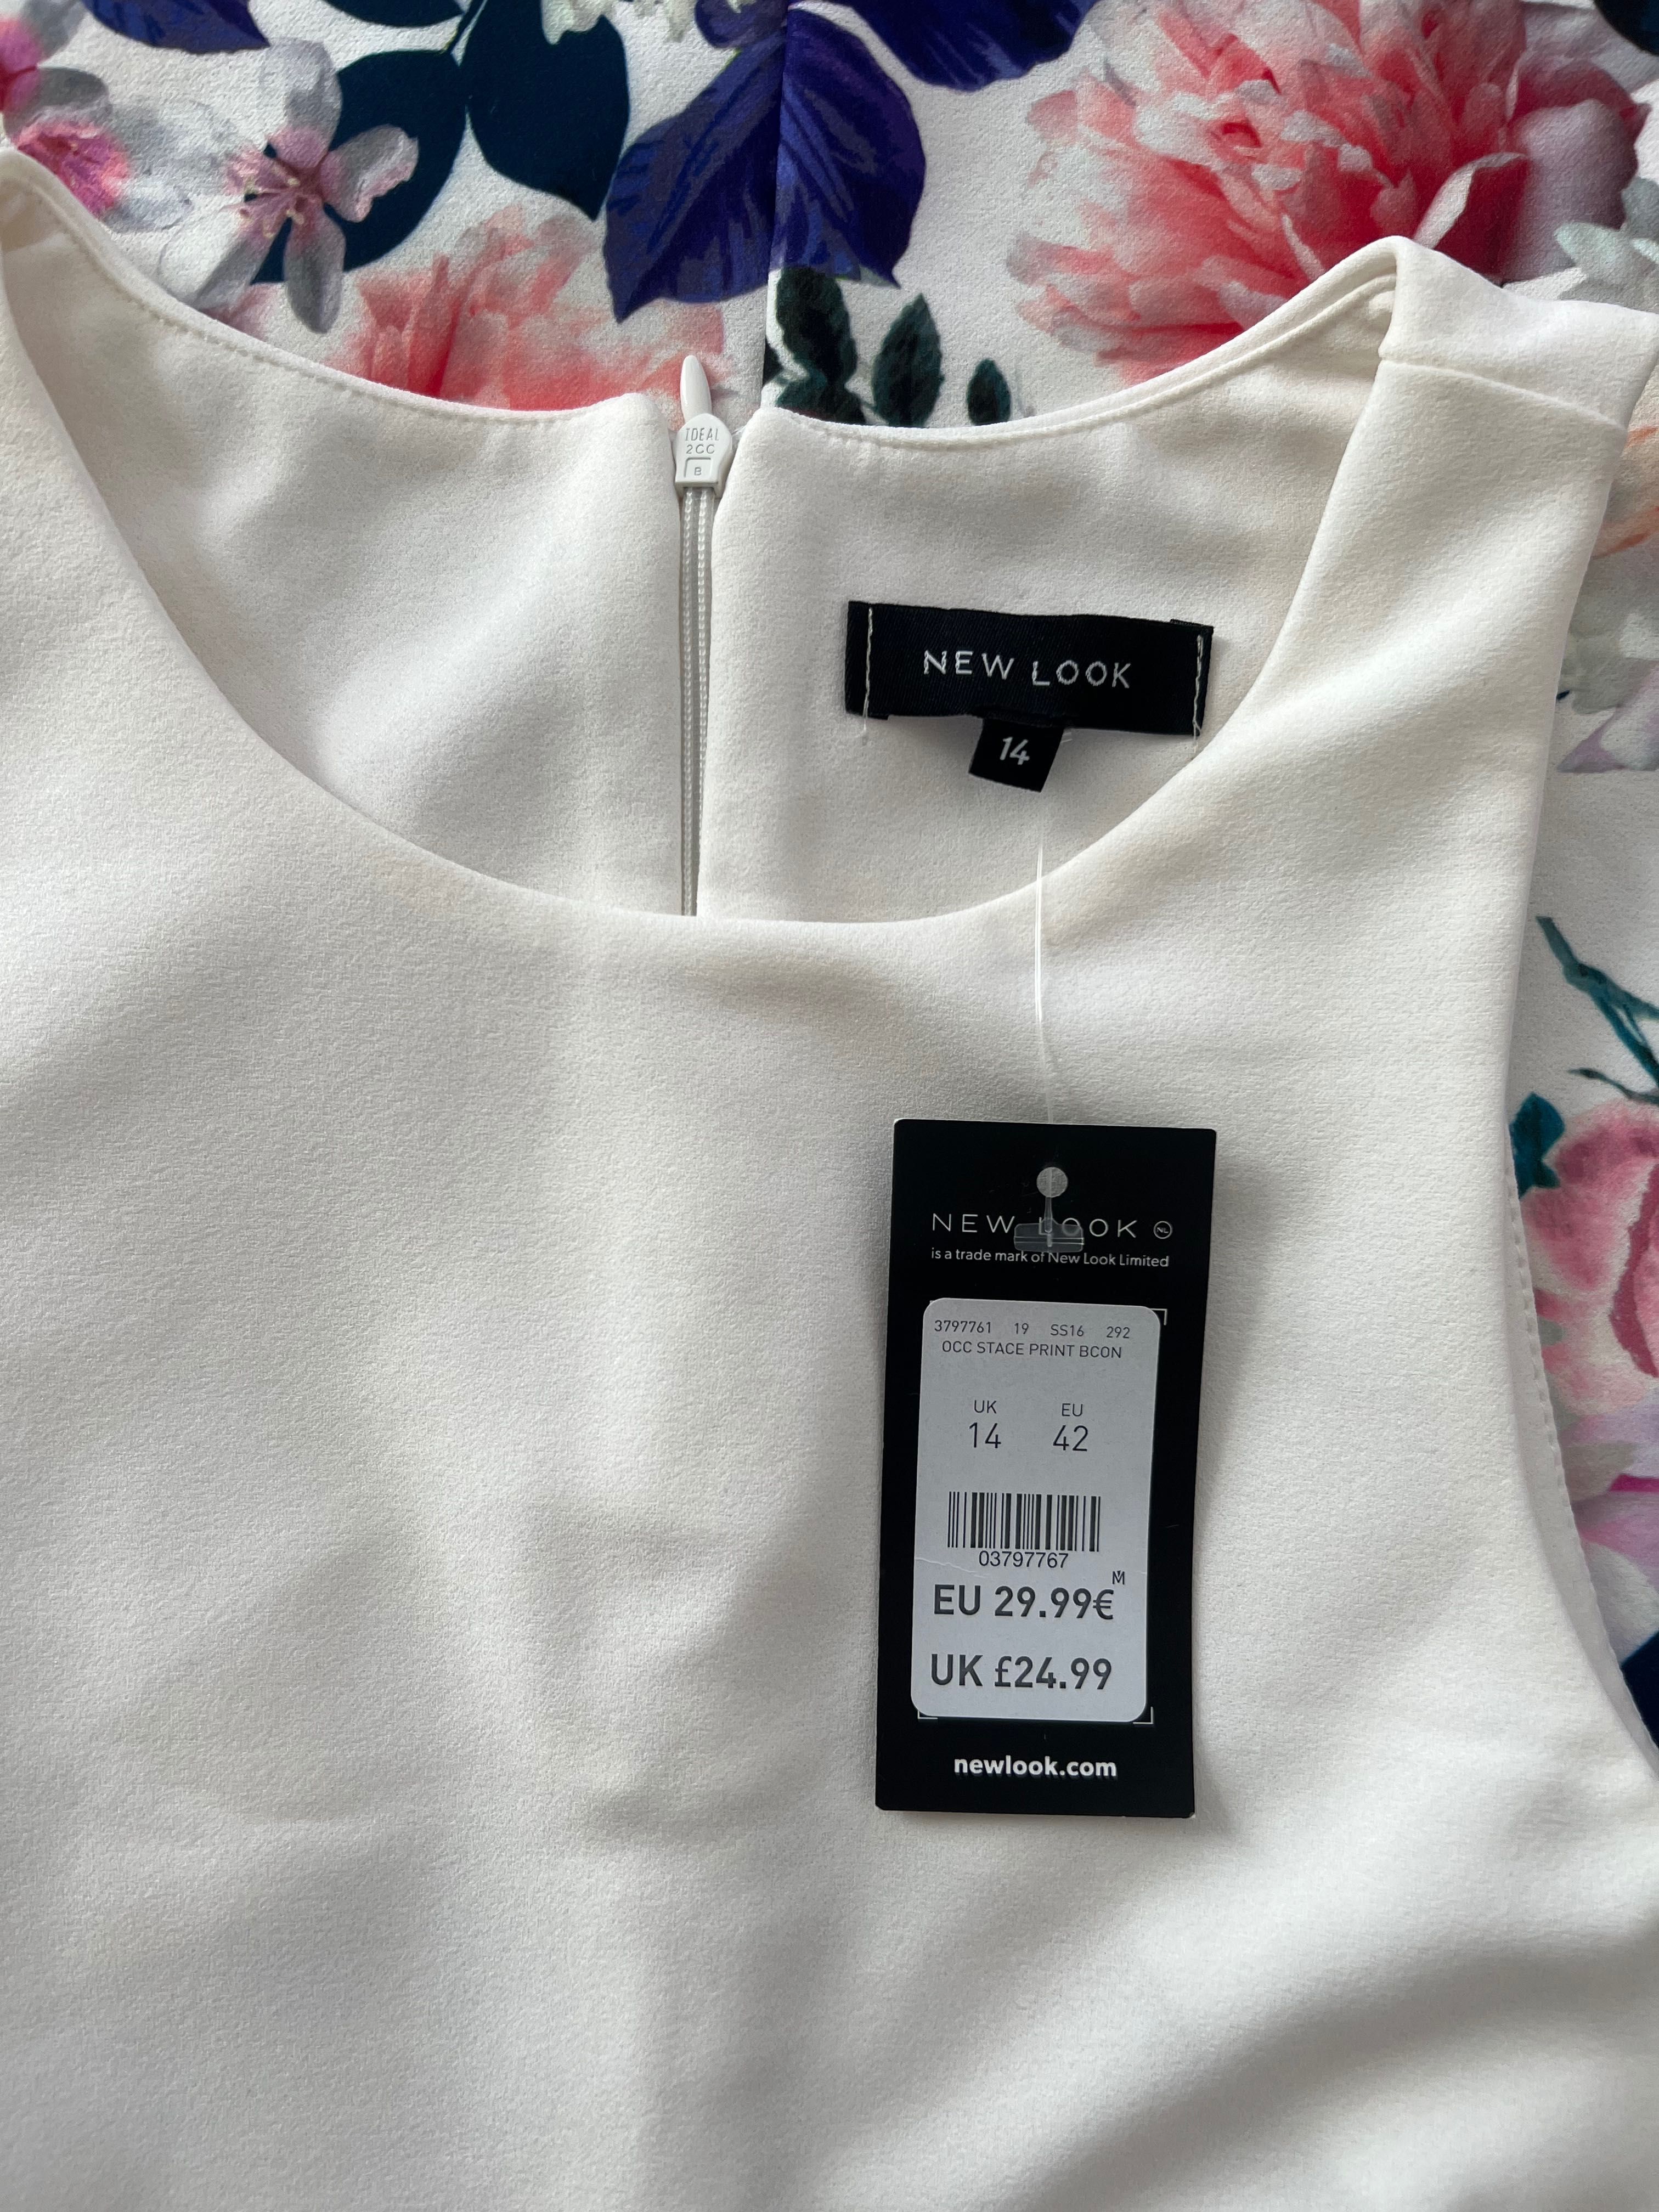 IDEAL
2CC
B
NEW LOOK
14
NEW LOOK NL
is a trade mark of New Look Limited
3797761 19 SS16 292
OCC STACE PRINT BCON
UK EU
14 42
03797767
M
EU 29.99€
UK £24.99
newlook.com